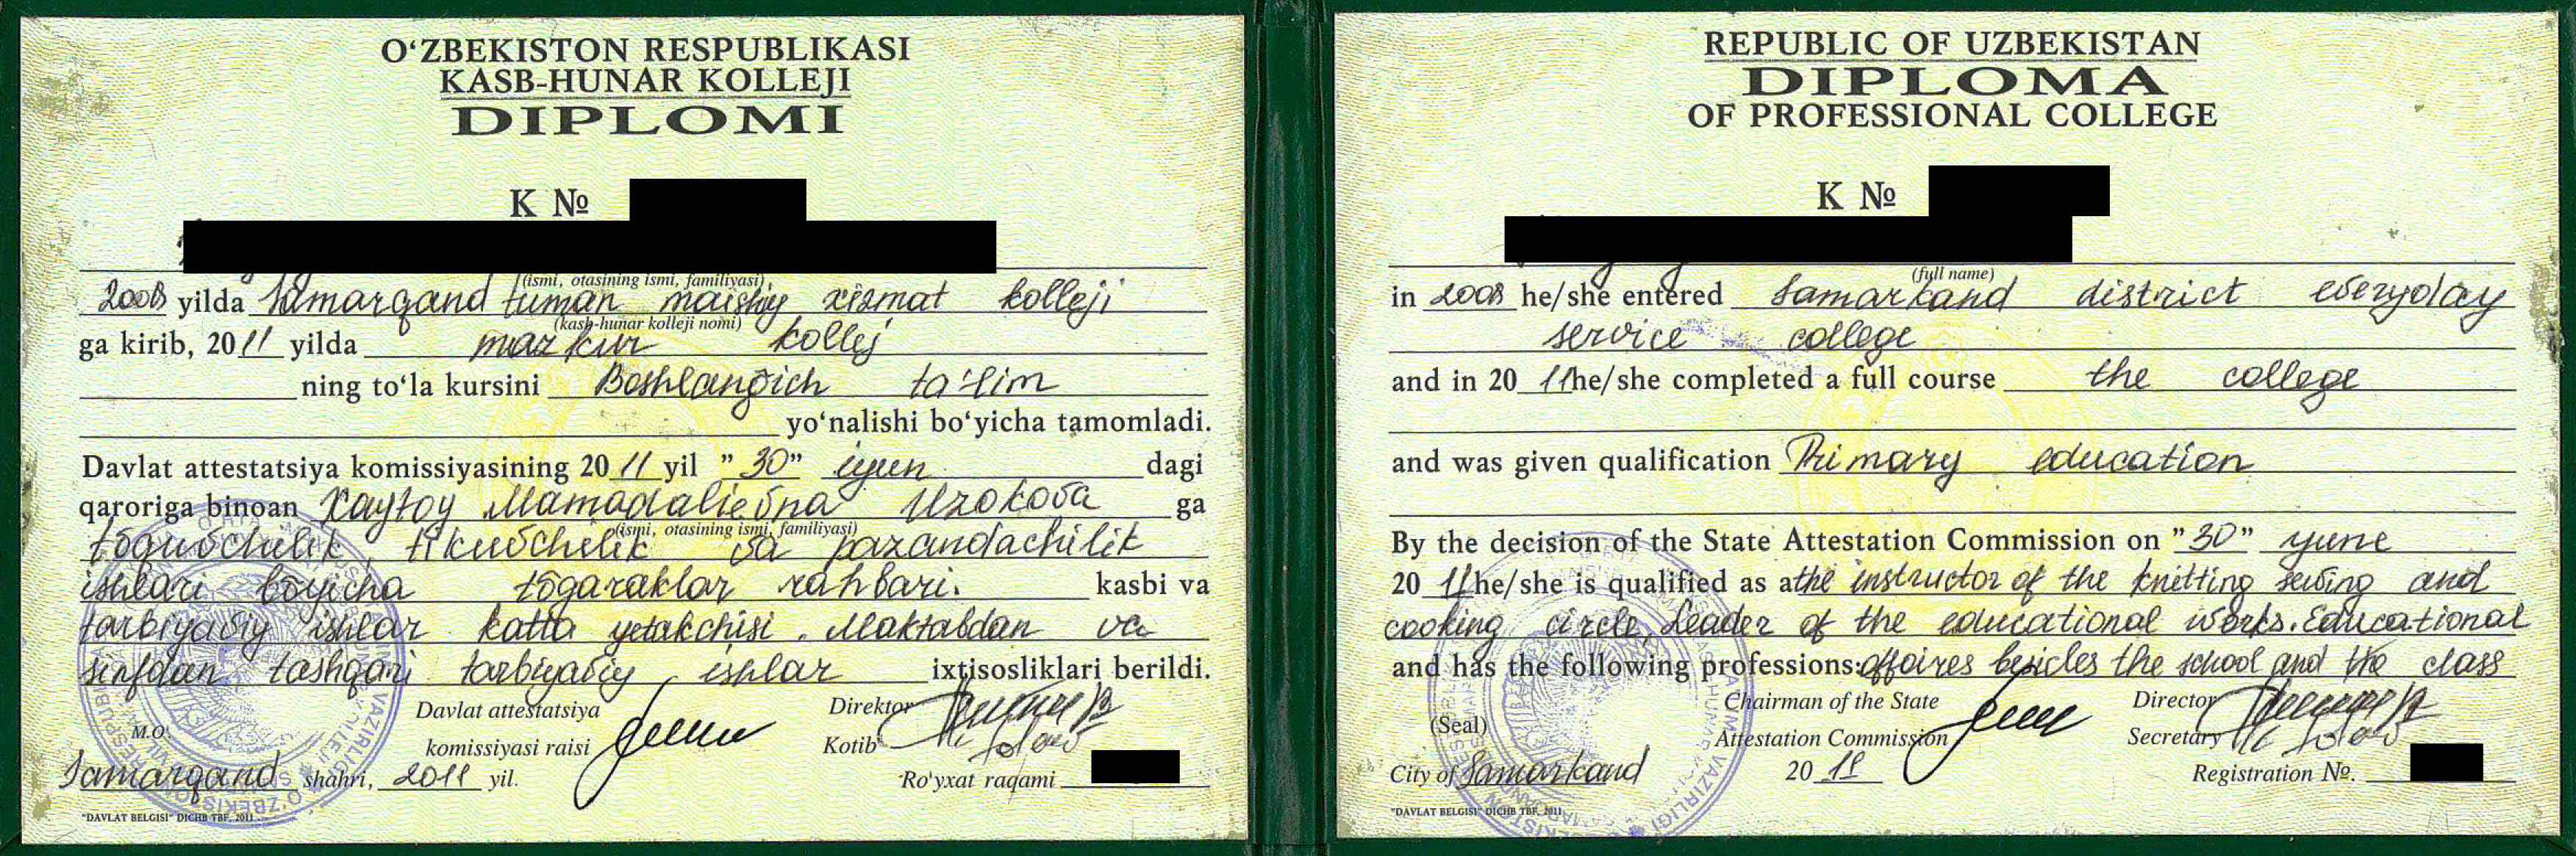 O‘ZBEKISTON RESPUBLIKASI
KASB-HUNAR KOLLEJI
DIPLOMI
K №
(ismi, otasining ismi, familiyasi)
2008 yilda Samarqand tuman maishiy xizmat kolleji
(kasb-hunar kolleji nomi)
ga kirib, 2011 yilda mazkur kollej
ning to‘la kursini Boshlang‘ich ta'lim
yo‘nalishi bo‘yicha tamomladi.
Davlat attestatsiya komissiyasining 2011 yil "30" iyun dagi
qaroriga binoan Xaytoy Mamadalievna Uzokova ga
(ismi, otasining ismi, familiyasi)
to‘quvchilik tikuvchilik va pazandachilik
ishlari bo‘yicha to‘garaklar rahbari. kasbi va
tarbiyaviy ishlar katta yetakchisi. Maktabdan va
sinfdan tashqari tarbiyaviy ishlar ixtisosliklari berildi.
M.O‘.
Davlat attestatsiya
komissiyasi raisi
Direktor
Kotib
Samarqand shahri, 2011 yil.
Ro'yxat raqami
"DAVLAT BELGISI" DICHB TBF, 2011
REPUBLIC OF UZBEKISTAN
DIPLOMA
OF PROFESSIONAL COLLEGE
K №
(full name)
in 2008 he/she entered Samarkand district everyday
service college
and in 2011 he/she completed a full course the college
and was given qualification Primary education
By the decision of the State Attestation Commission on "30" yune
2011 he/she is qualified as a the instructor of the knitting sewing and
cooking circle, Leader of the educational works. Educational
and has the following professions: affaires besides the school and the class
(Seal)
Chairman of the State
Attestation Commission
Director
Secretary
City of Samarkand 2011
Registration №.
"DAVLAT BELGISI" DICHB TBF, 2011